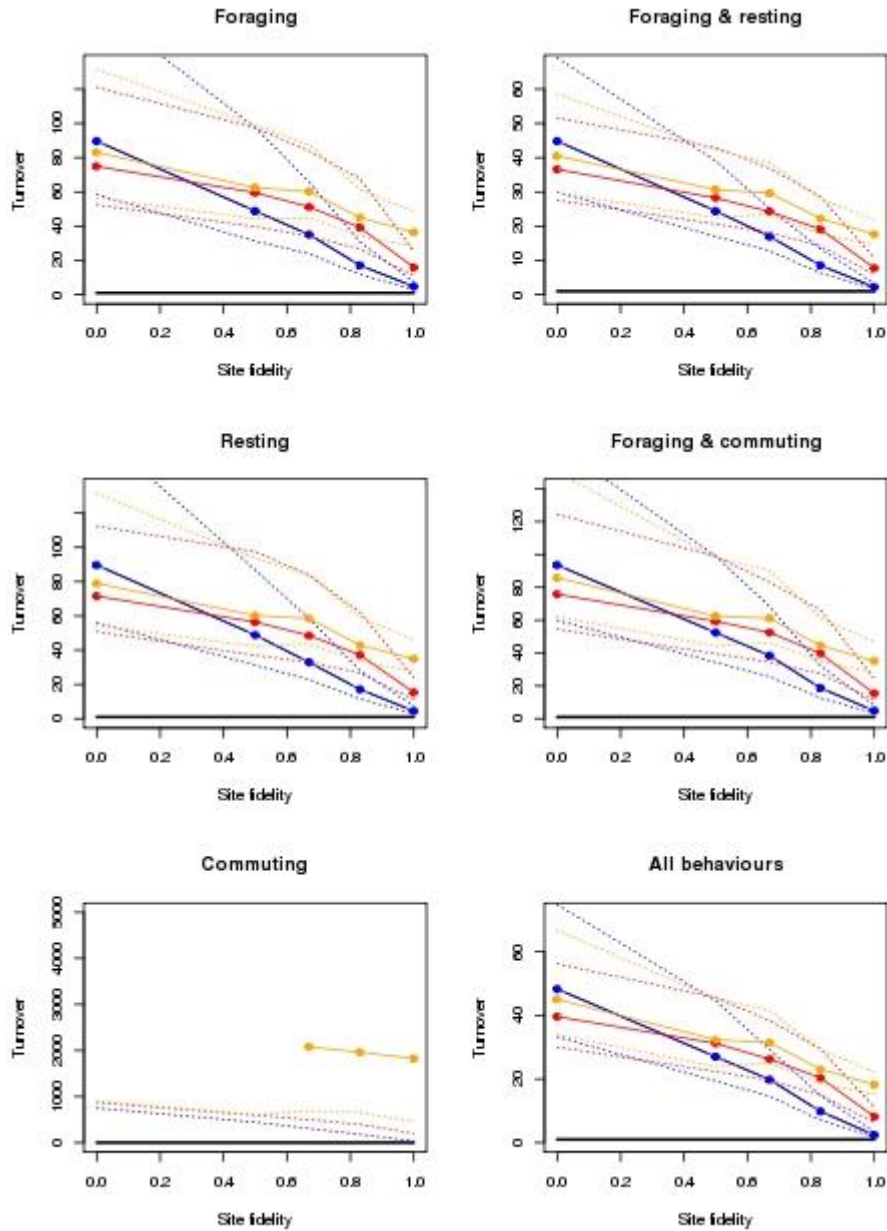 Foraging
Turnover
0 20 40 60 80 100
0.0 0.2 0.4 0.6 0.8 1.0
Site fidelity
Foraging & resting
Turnover
0 10 20 30 40 50 60
0.0 0.2 0.4 0.6 0.8 1.0
Site fidelity
Resting
Turnover
0 20 40 60 80 100
0.0 0.2 0.4 0.6 0.8 1.0
Site fidelity
Foraging & commuting
Turnover
0 20 40 60 80 120
0.0 0.2 0.4 0.6 0.8 1.0
Site fidelity
Commuting
Turnover
0 1000 2000 3000 4000 5000
0.0 0.2 0.4 0.6 0.8 1.0
Site fidelity
All behaviours
Turnover
0 20 40 60
0.0 0.2 0.4 0.6 0.8 1.0
Site fidelity